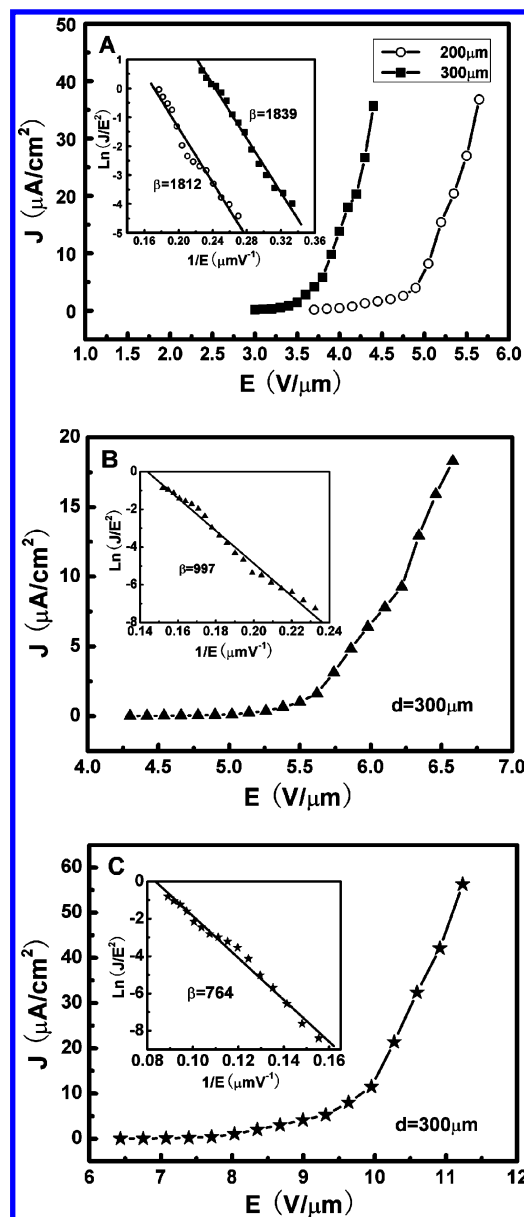 A
200μm
300μm
β=1839
β=1812
Ln (J/E²)
1
0
-1
-2
-3
-4
-5
0.16 0.20 0.24 0.28 0.32 0.36
1/E (μmV⁻¹)
J (μA/cm²)
50
40
30
20
10
0
1.0 1.5 2.0 2.5 3.0 3.5 4.0 4.5 5.0 5.5 6.0
E (V/μm)
B
β=997
Ln (J/E²)
0
-2
-4
-6
-8
0.14 0.16 0.18 0.20 0.22 0.24
1/E (μmV⁻¹)
J (μA/cm²)
20
15
10
5
0
d=300μm
4.0 4.5 5.0 5.5 6.0 6.5 7.0
E (V/μm)
C
β=764
Ln (J/E²)
0
-2
-4
-6
-8
0.08 0.10 0.12 0.14 0.16
1/E (μmV⁻¹)
J (μA/cm²)
60
50
40
30
20
10
0
d=300μm
6 7 8 9 10 11 12
E (V/μm)